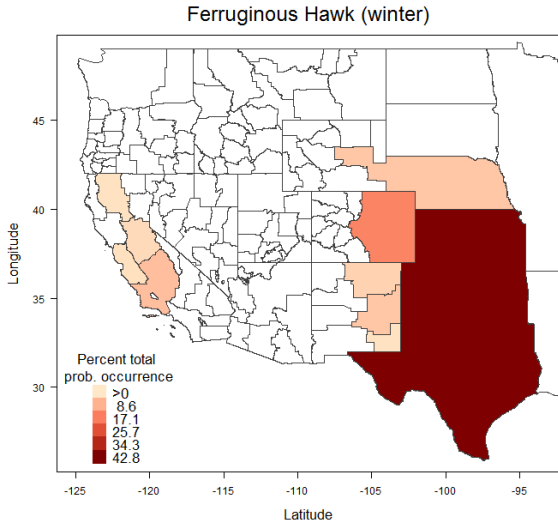 Ferruginous Hawk (winter)
Longitude
45
40
35
30
Percent total
prob. occurrence
>0
8.6
17.1
25.7
34.3
42.8
-125 -120 -115 -110 -105 -100 -95
Latitude